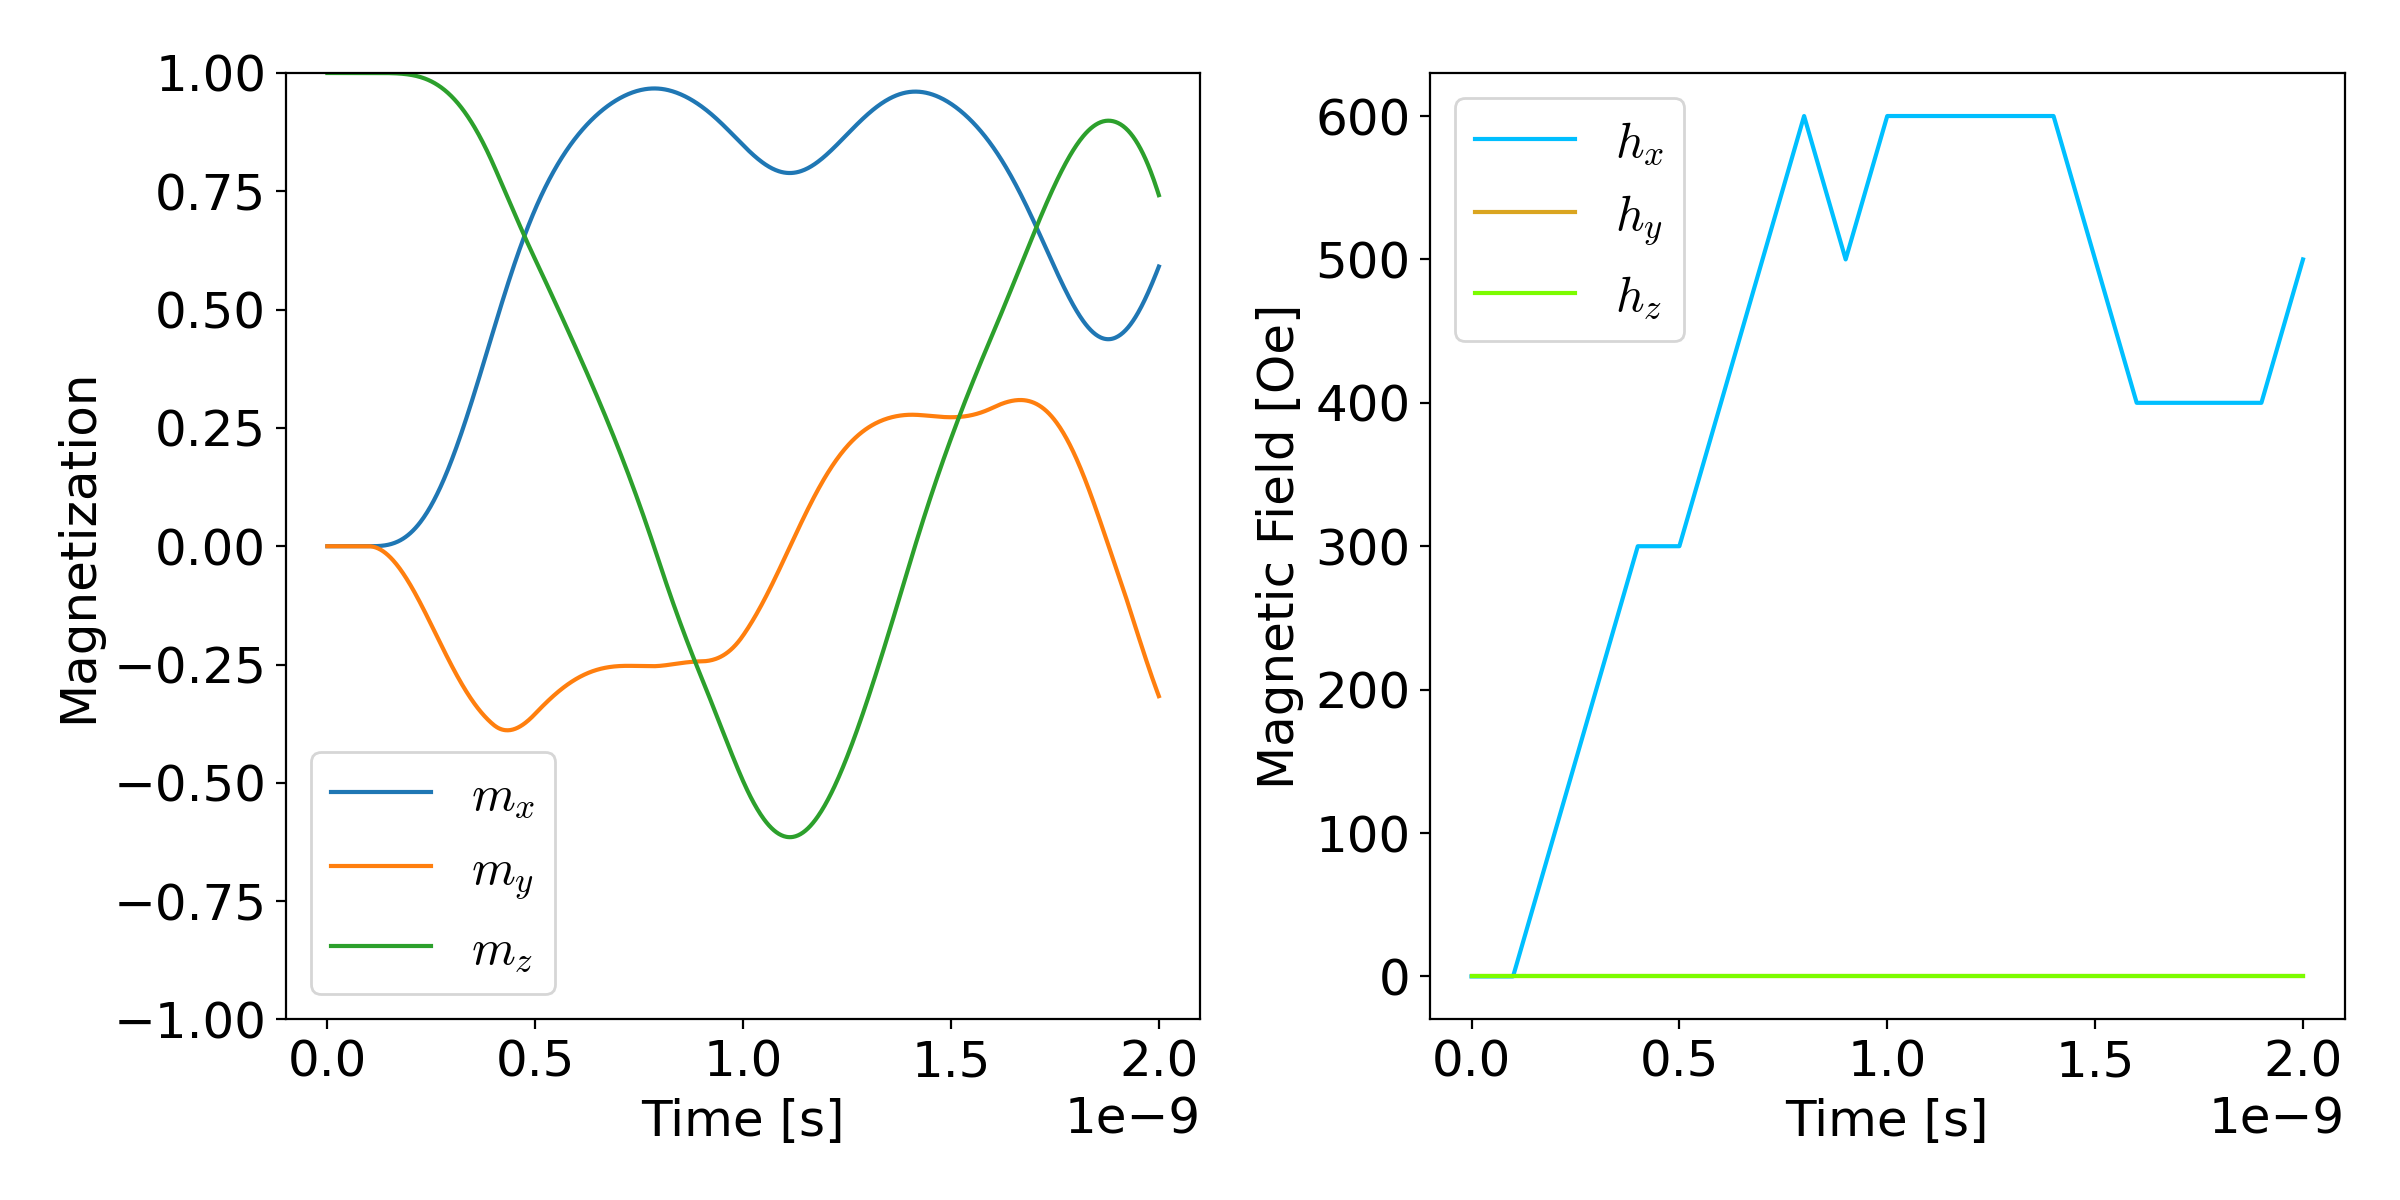 Magnetization
1.00
0.75
0.50
0.25
0.00
−0.25
−0.50
−0.75
−1.00
m_x
m_y
m_z
0.0 0.5 1.0 1.5 2.0
Time [s]
1e−9
Magnetic Field [Oe]
600
500
400
300
200
100
0
h_x
h_y
h_z
0.0 0.5 1.0 1.5 2.0
Time [s]
1e−9